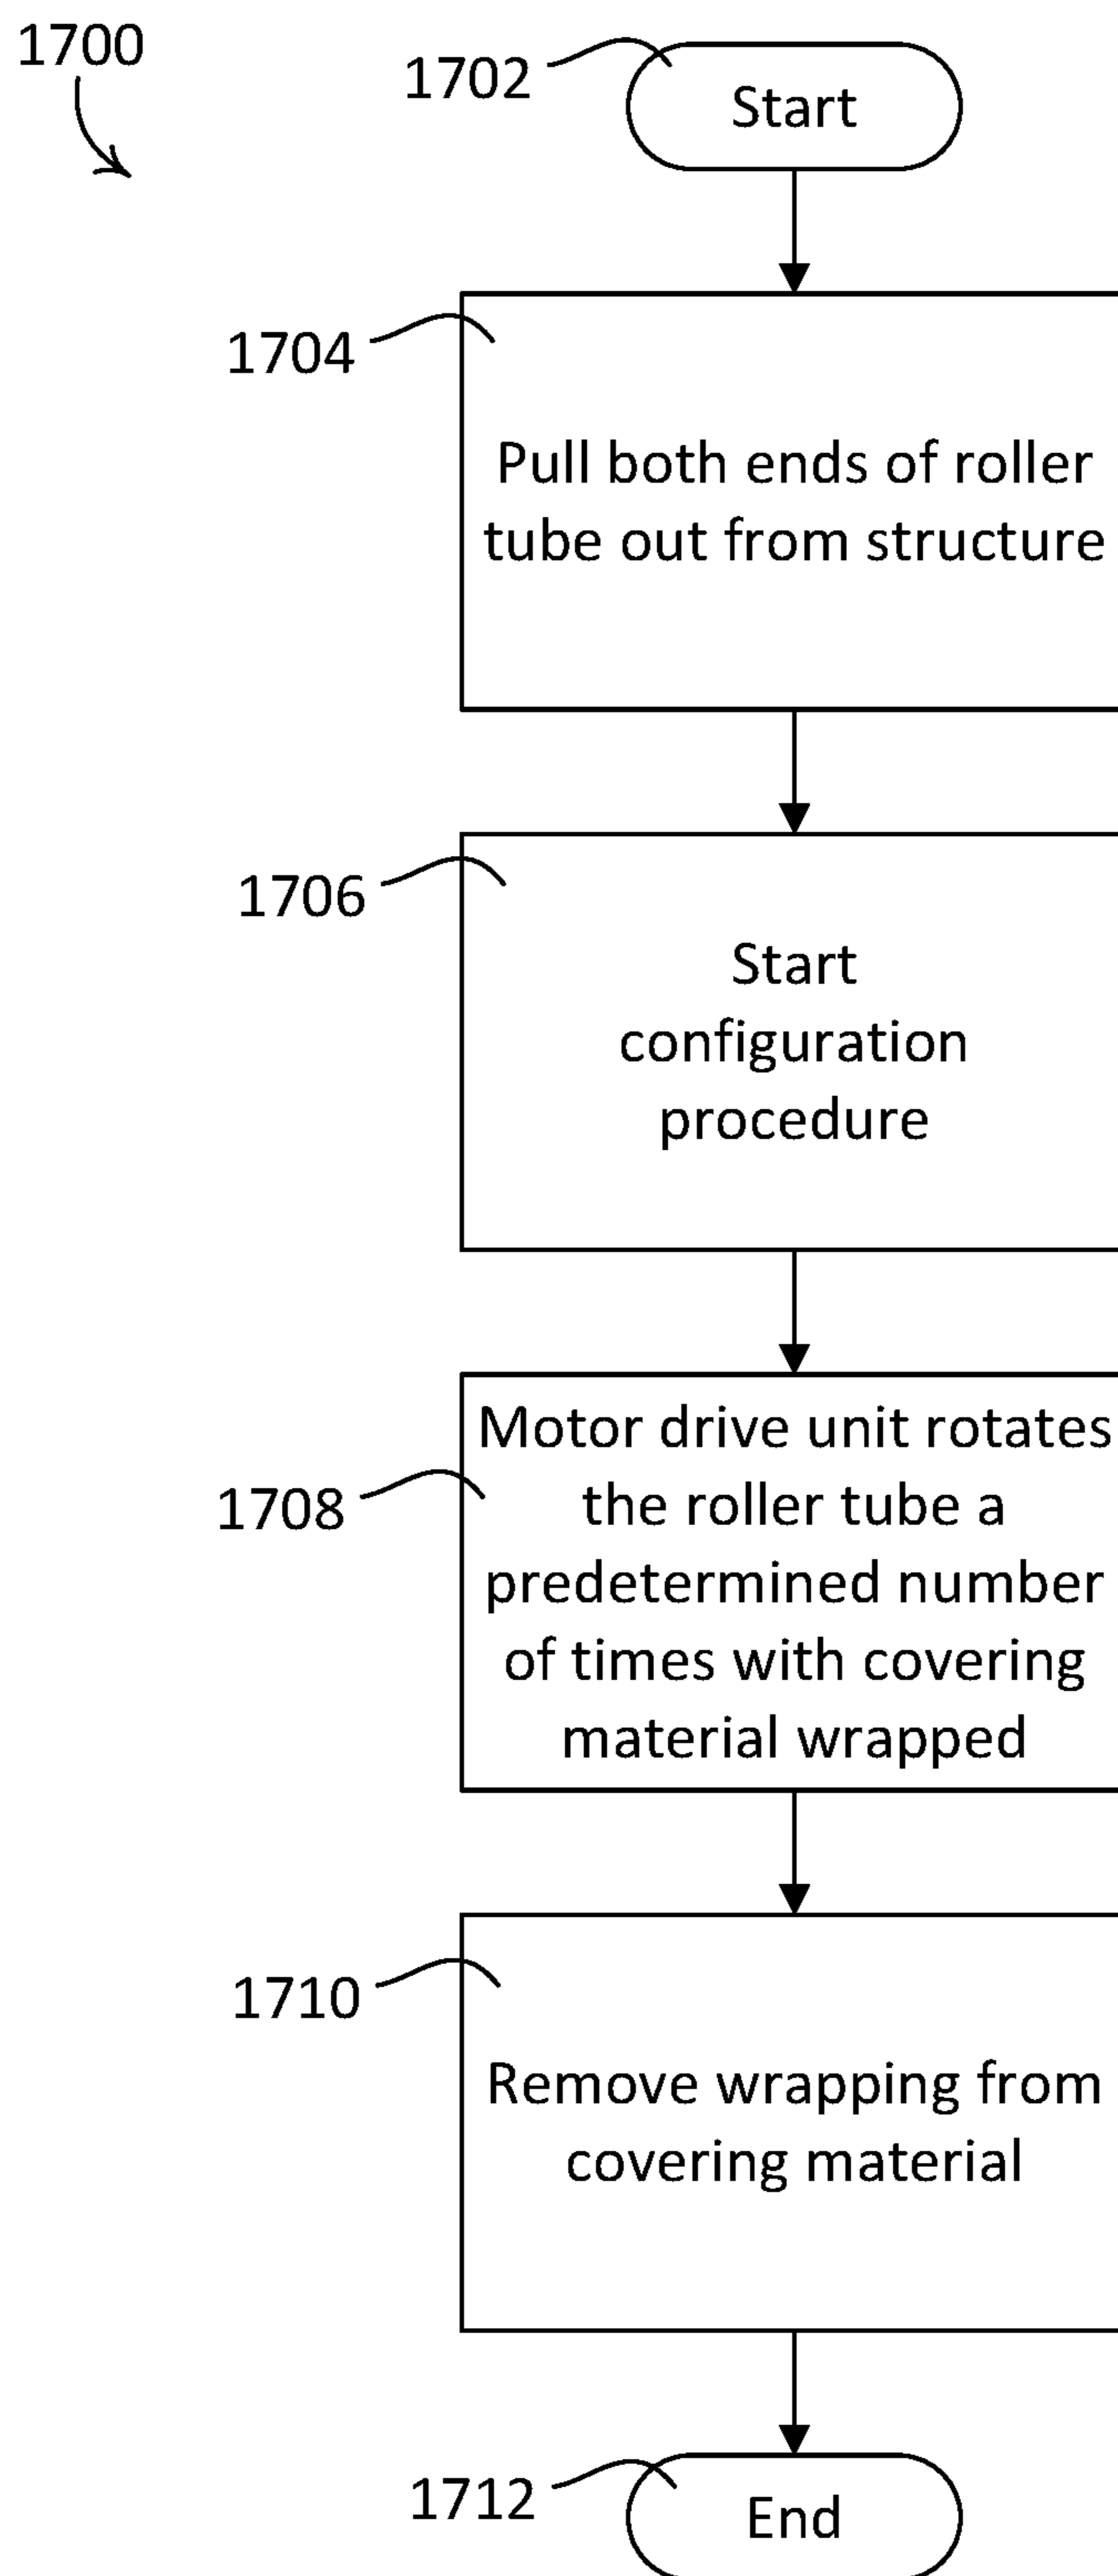 1700
1702
Start
1704
Pull both ends of roller
tube out from structure
1706
Start
configuration
procedure
1708
Motor drive unit rotates
the roller tube a
predetermined number
of times with covering
material wrapped
1710
Remove wrapping from
covering material
1712
End